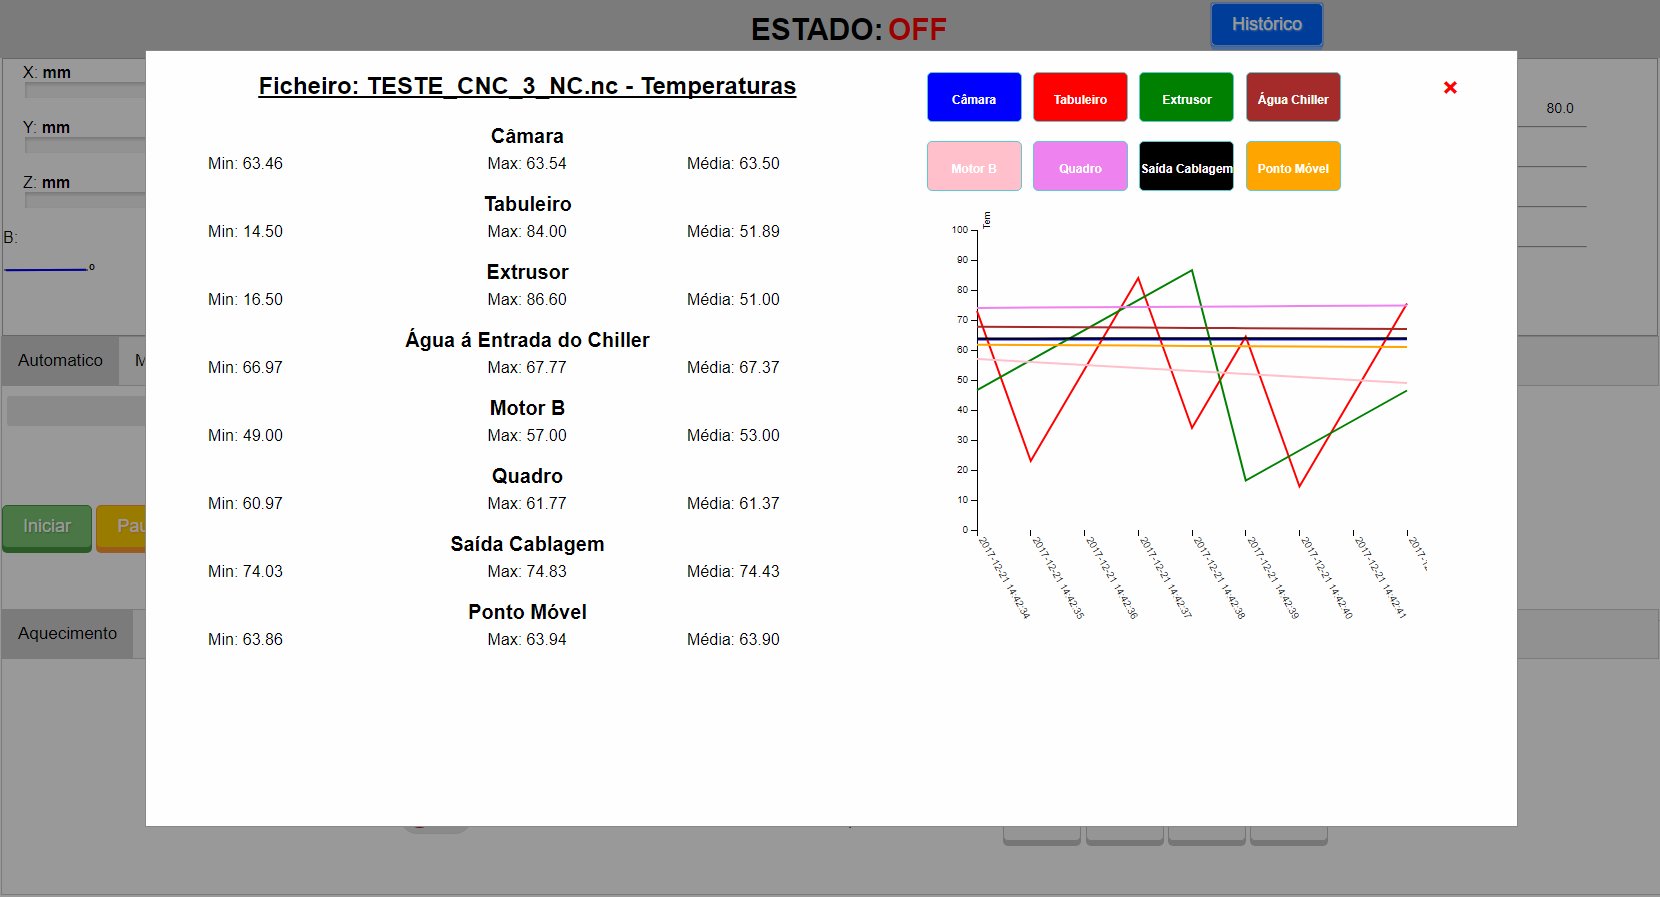 ESTADO: OFF
Histórico
X: mm
Y: mm
Z: mm
B:
º
80.0
Automatico
M
Iniciar
Pau
Aquecimento
Ficheiro: TESTE_CNC_3_NC.nc - Temperaturas
Câmara
Min: 63.46 Max: 63.54 Média: 63.50
Tabuleiro
Min: 14.50 Max: 84.00 Média: 51.89
Extrusor
Min: 16.50 Max: 86.60 Média: 51.00
Água á Entrada do Chiller
Min: 66.97 Max: 67.77 Média: 67.37
Motor B
Min: 49.00 Max: 57.00 Média: 53.00
Quadro
Min: 60.97 Max: 61.77 Média: 61.37
Saída Cablagem
Min: 74.03 Max: 74.83 Média: 74.43
Ponto Móvel
Min: 63.86 Max: 63.94 Média: 63.90
Câmara Tabuleiro Extrusor Água Chiller
Motor B Quadro Saída Cablagem Ponto Móvel
Tem
100
90
80
70
60
50
40
30
20
10
0
2017-12-21 14:42:34
2017-12-21 14:42:35
2017-12-21 14:42:36
2017-12-21 14:42:37
2017-12-21 14:42:38
2017-12-21 14:42:39
2017-12-21 14:42:40
2017-12-21 14:42:41
2017-12-